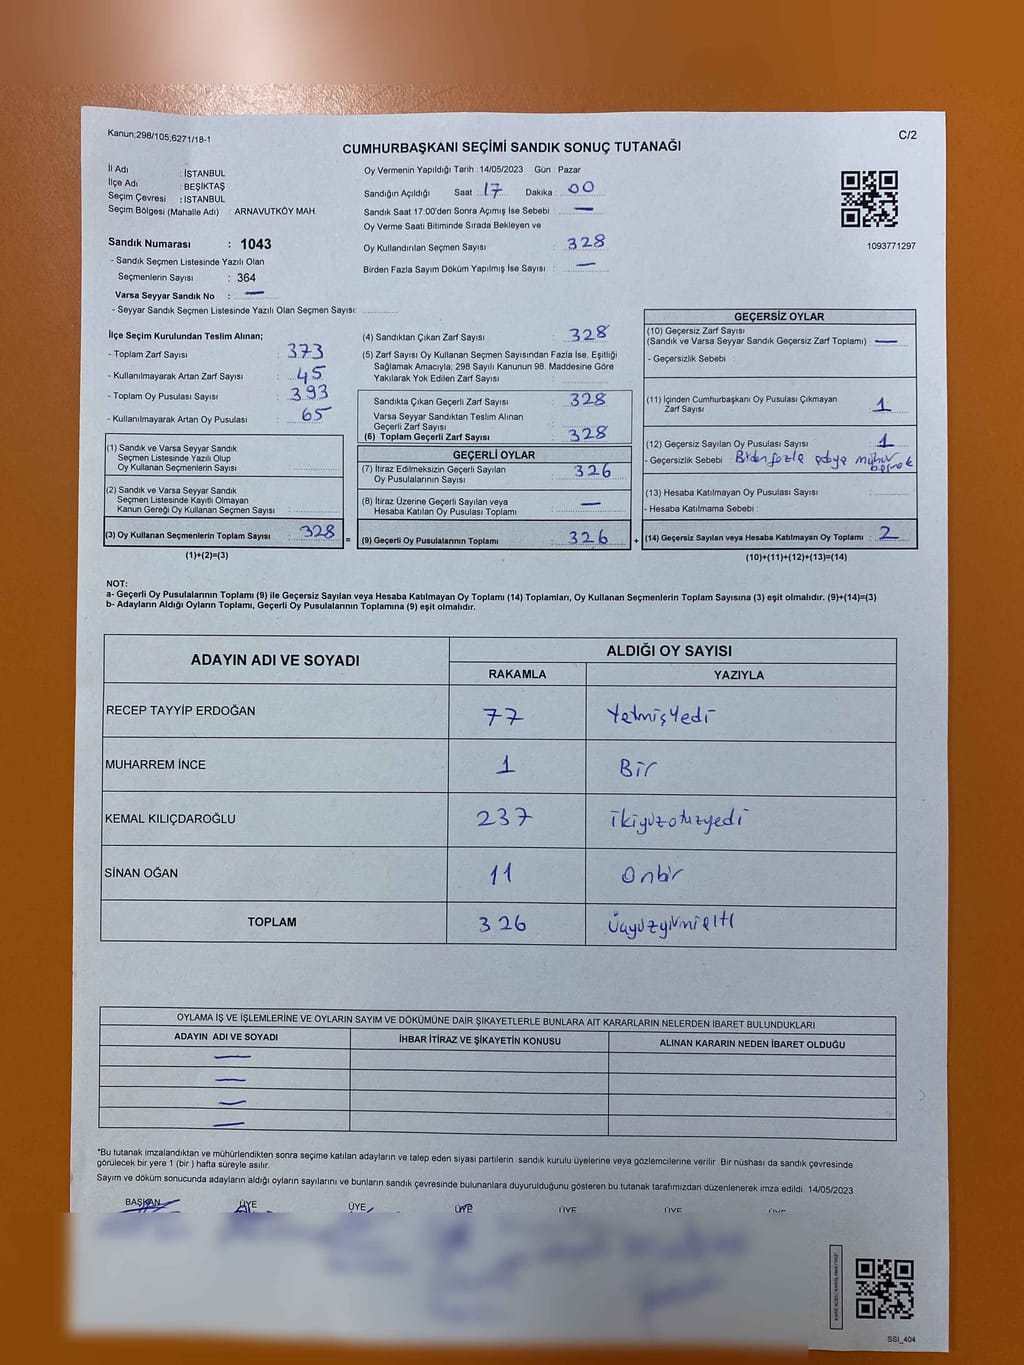 Kanun;298/105;6271/18-1
C/2
CUMHURBAŞKANI SEÇİMİ SANDIK SONUÇ TUTANAĞI
İl Adı : İSTANBUL
İlçe Adı : BEŞİKTAŞ
Seçim Çevresi : İSTANBUL
Seçim Bölgesi (Mahalle Adı) : ARNAVUTKÖY MAH.
Sandık Numarası : 1043
- Sandık Seçmen Listesinde Yazılı Olan
Seçmenlerin Sayısı : 364
Varsa Seyyar Sandık No : —
- Seyyar Sandık Seçmen Listesinde Yazılı Olan Seçmen Sayısı:
Oy Vermenin Yapıldığı Tarih : 14/05/2023 Gün : Pazar
Sandığın Açıldığı Saat : 17 Dakika : 00
Sandık Saat 17:00'den Sonra Açımış İse Sebebi : —
Oy Verme Saati Bitiminde Sırada Bekleyen ve
Oy Kullandırılan Seçmen Sayısı : 328
Birden Fazla Sayım Döküm Yapılmış İse Sayısı : —
1093771297
İlçe Seçim Kurulundan Teslim Alınan;
- Toplam Zarf Sayısı : 373
- Kullanılmayarak Artan Zarf Sayısı : 45
- Toplam Oy Pusulası Sayısı : 393
- Kullanılmayarak Artan Oy Pusulası : 65
(1) Sandık ve Varsa Seyyar Sandık
Seçmen Listesinde Yazılı Olup
Oy Kullanan Seçmenlerin Sayısı :
(2) Sandık ve Varsa Seyyar Sandık
Seçmen Listesinde Kayıtlı Olmayan
Kanun Gereği Oy Kullanan Seçmen Sayısı :
(3) Oy Kullanan Seçmenlerin Toplam Sayısı : 328 =
(1)+(2)=(3)
(4) Sandıktan Çıkan Zarf Sayısı : 328
(5) Zarf Sayısı Oy Kullanan Seçmen Sayısından Fazla İse, Eşitliği
Sağlamak Amacıyla; 298 Sayılı Kanunun 98. Maddesine Göre
Yakılarak Yok Edilen Zarf Sayısı :
Sandıkta Çıkan Geçerli Zarf Sayısı : 328
Varsa Seyyar Sandıktan Teslim Alınan
Geçerli Zarf Sayısı :
(6) Toplam Geçerli Zarf Sayısı : 328
GEÇERLİ OYLAR
(7) İtiraz Edilmeksizin Geçerli Sayılan
Oy Pusulalarının Sayısı : 326
(8) İtiraz Üzerine Geçerli Sayılan veya
Hesaba Katılan Oy Pusulası Toplamı : —
(9) Geçerli Oy Pusulalarının Toplamı : 326 +
GEÇERSİZ OYLAR
(10) Geçersiz Zarf Sayısı
(Sandık ve Varsa Seyyar Sandık Geçersiz Zarf Toplamı) : —
- Geçersizlik Sebebi :
(11) İçinden Cumhurbaşkanı Oy Pusulası Çıkmayan
Zarf Sayısı : 1
(12) Geçersiz Sayılan Oy Pusulası Sayısı : 1
- Geçersizlik Sebebi : Birden fazla adaya mühür
basmak
(13) Hesaba Katılmayan Oy Pusulası Sayısı :
- Hesaba Katılmama Sebebi :
(14) Geçersiz Sayılan veya Hesaba Katılmayan Oy Toplamı : 2
(10)+(11)+(12)+(13)=(14)
NOT:
a- Geçerli Oy Pusulalarının Toplamı (9) ile Geçersiz Sayılan veya Hesaba Katılmayan Oy Toplamı (14) Toplamları, Oy Kullanan Seçmenlerin Toplam Sayısına (3) eşit olmalıdır. (9)+(14)=(3)
b- Adayların Aldığı Oyların Toplamı, Geçerli Oy Pusulalarının Toplamına (9) eşit olmalıdır.
ADAYIN ADI VE SOYADI ALDIĞI OY SAYISI
RAKAMLA YAZIYLA
RECEP TAYYİP ERDOĞAN 77 YetmişYedi
MUHARREM İNCE 1 Bir
KEMAL KILIÇDAROĞLU 237 ikiyuzotuzyedi
SİNAN OĞAN 11 Onbir
TOPLAM 326 Üçyüzyirmialtı
OYLAMA İŞ VE İŞLEMLERİNE VE OYLARIN SAYIM VE DÖKÜMÜNE DAİR ŞİKAYETLERLE BUNLARA AİT KARARLARIN NELERDEN İBARET BULUNDUKLARI
ADAYIN ADI VE SOYADI İHBAR İTİRAZ VE ŞİKAYETİN KONUSU ALINAN KARARIN NEDEN İBARET OLDUĞU
—
—
—
—
*Bu tutanak imzalandıktan ve mühürlendikten sonra seçime katılan adayların ve talep eden siyasi partilerin sandık kurulu üyelerine veya gözlemcilerine verilir. Bir nüshası da sandık çevresinde
görülecek bir yere 1 (bir ) hafta süreyle asılır.
Sayım ve döküm sonucunda adayların aldığı oyların sayılarını ve bunların sandık çevresinde bulunanlara duyurulduğunu gösteren bu tutanak tarafımızdan düzenlenerek imza edildi. 14/05/2023
BAŞKAN ÜYE ÜYE ÜYE ÜYE ÜYE ÜYE
SSİ_404